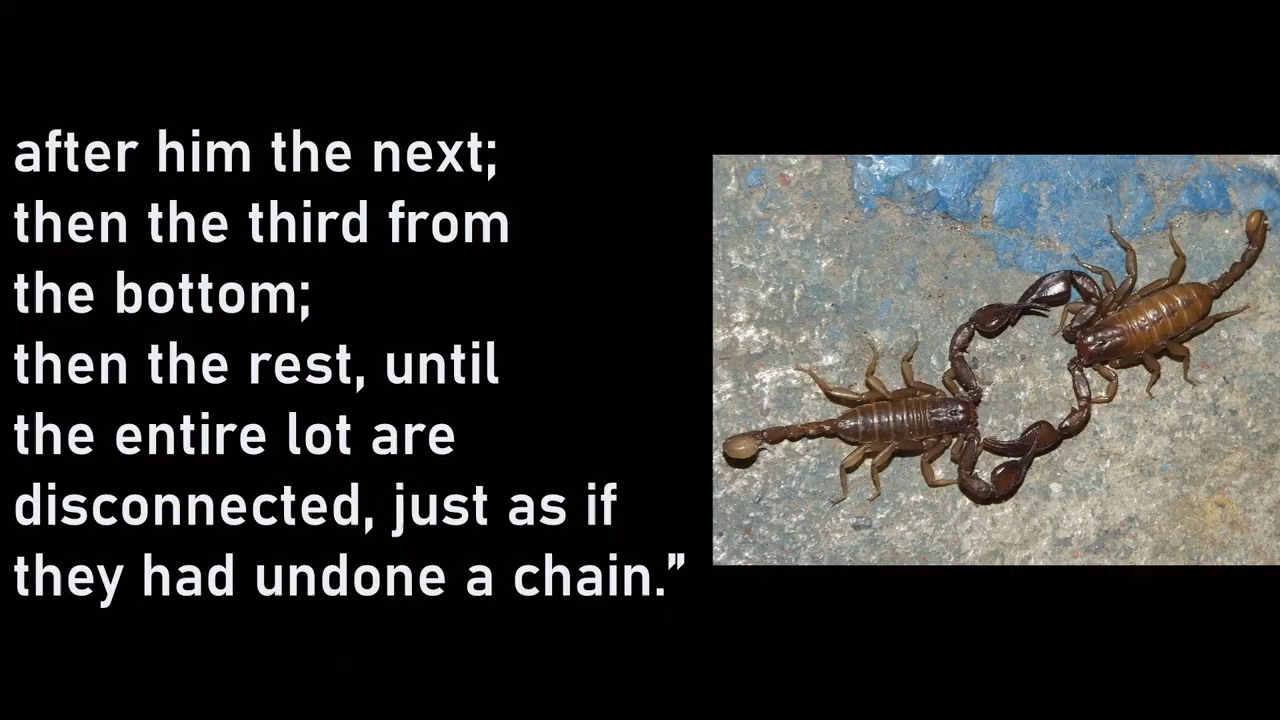 after him the next;
then the third from
the bottom;
then the rest, until
the entire lot are
disconnected, just as if
they had undone a chain.”